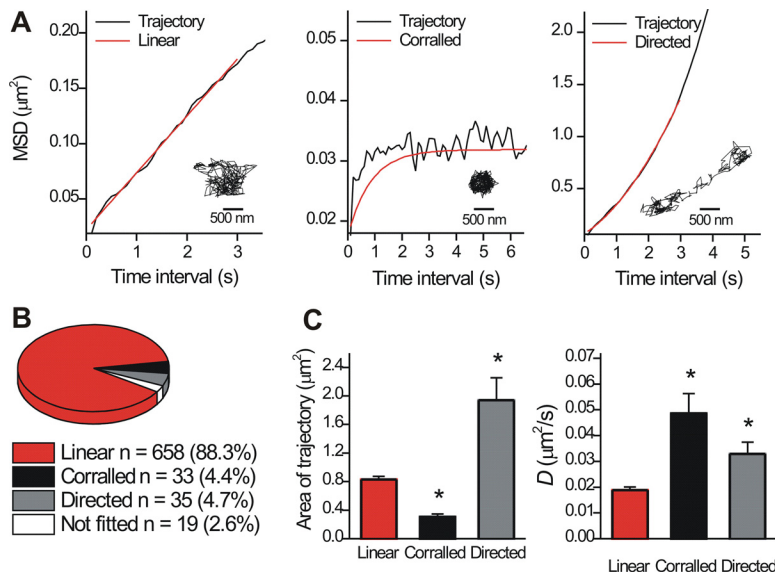 A
MSD (μm²)
0.20
0.15
0.10
0.05
Trajectory
Linear
500 nm
0 1 2 3
Time interval (s)
0.05
0.04
0.03
0.02
Trajectory
Corralled
500 nm
0 1 2 3 4 5 6
Time interval (s)
2.0
1.5
1.0
0.5
Trajectory
Directed
500 nm
0 1 2 3 4 5
Time interval (s)
B
Linear n = 658 (88.3%)
Corralled n = 33 (4.4%)
Directed n = 35 (4.7%)
Not fitted n = 19 (2.6%)
C
Area of trajectory (μm²)
2.4
2.0
1.6
1.2
0.8
0.4
0.0
*
*
Linear Corralled Directed
D (μm²/s)
0.07
0.06
0.05
0.04
0.03
0.02
0.01
0.00
*
*
Linear Corralled Directed